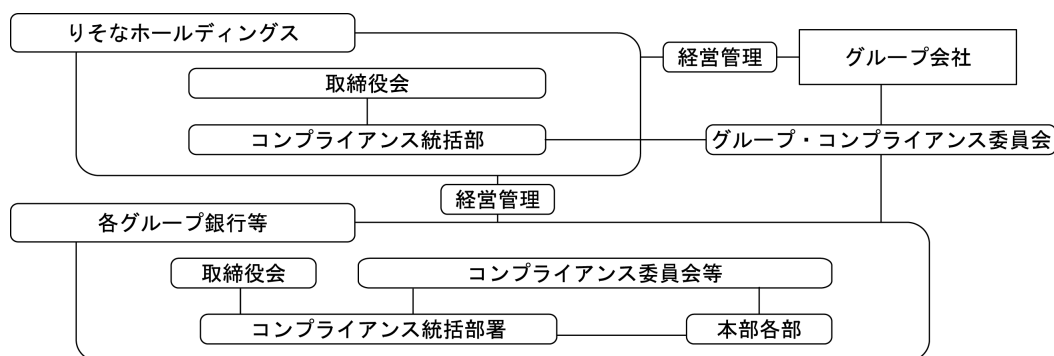 りそなホールディングス
経営管理
グループ会社
取締役会
コンプライアンス統括部
グループ・コンプライアンス委員会
経営管理
各グループ銀行等
取締役会
コンプライアンス委員会等
コンプライアンス統括部署
本部各部